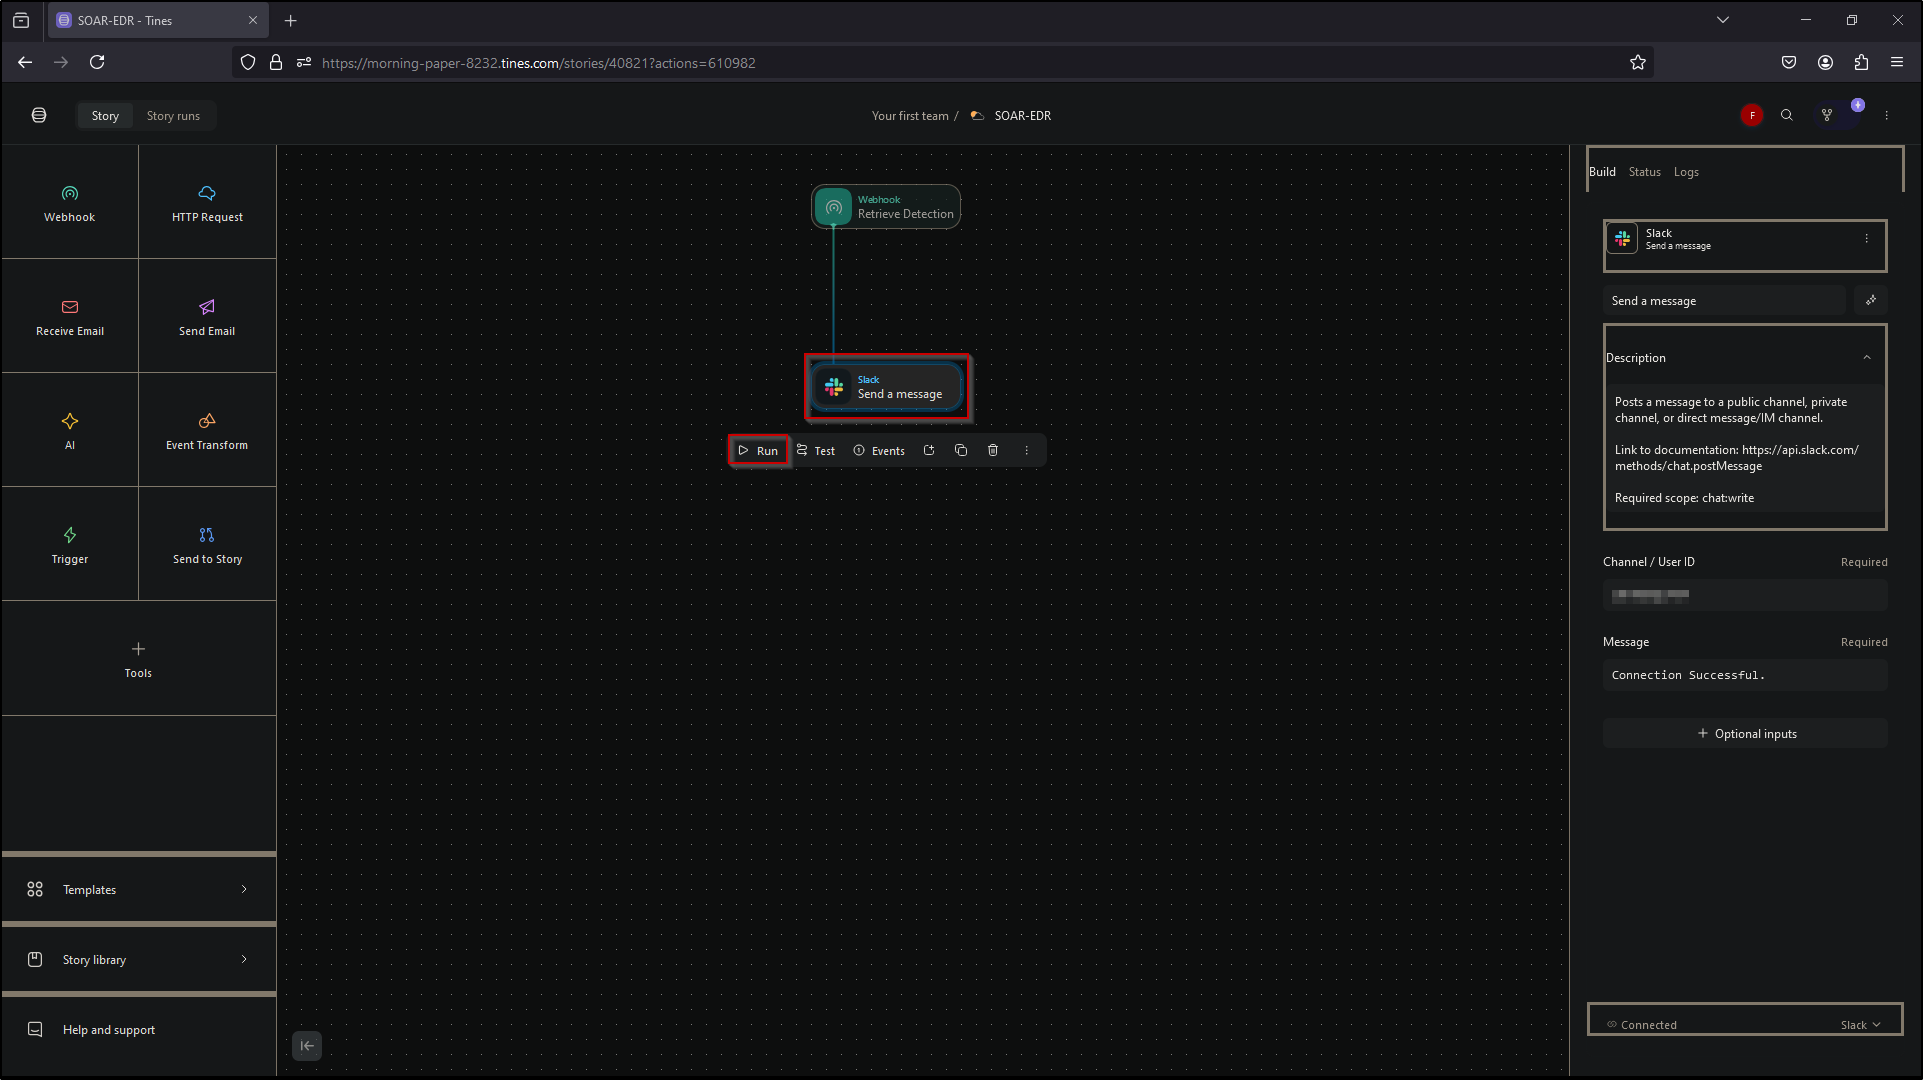 SOAR-EDR - Tines
https://morning-paper-8232.tines.com/stories/40821?actions=610982
Story
Story runs
Your first team /
SOAR-EDR
F
Webhook
HTTP Request
Receive Email
Send Email
AI
Event Transform
Trigger
Send to Story
Tools
Templates
Story library
Help and support
Webhook
Retrieve Detection
Slack
Send a message
Run
Test
Events
Build
Status
Logs
Slack
Send a message
Send a message
Description
Posts a message to a public channel, private
channel, or direct message/IM channel.
Link to documentation: https://api.slack.com/
methods/chat.postMessage
Required scope: chat:write
Channel / User ID
Required
Message
Required
Connection Successful.
Optional inputs
Connected
Slack